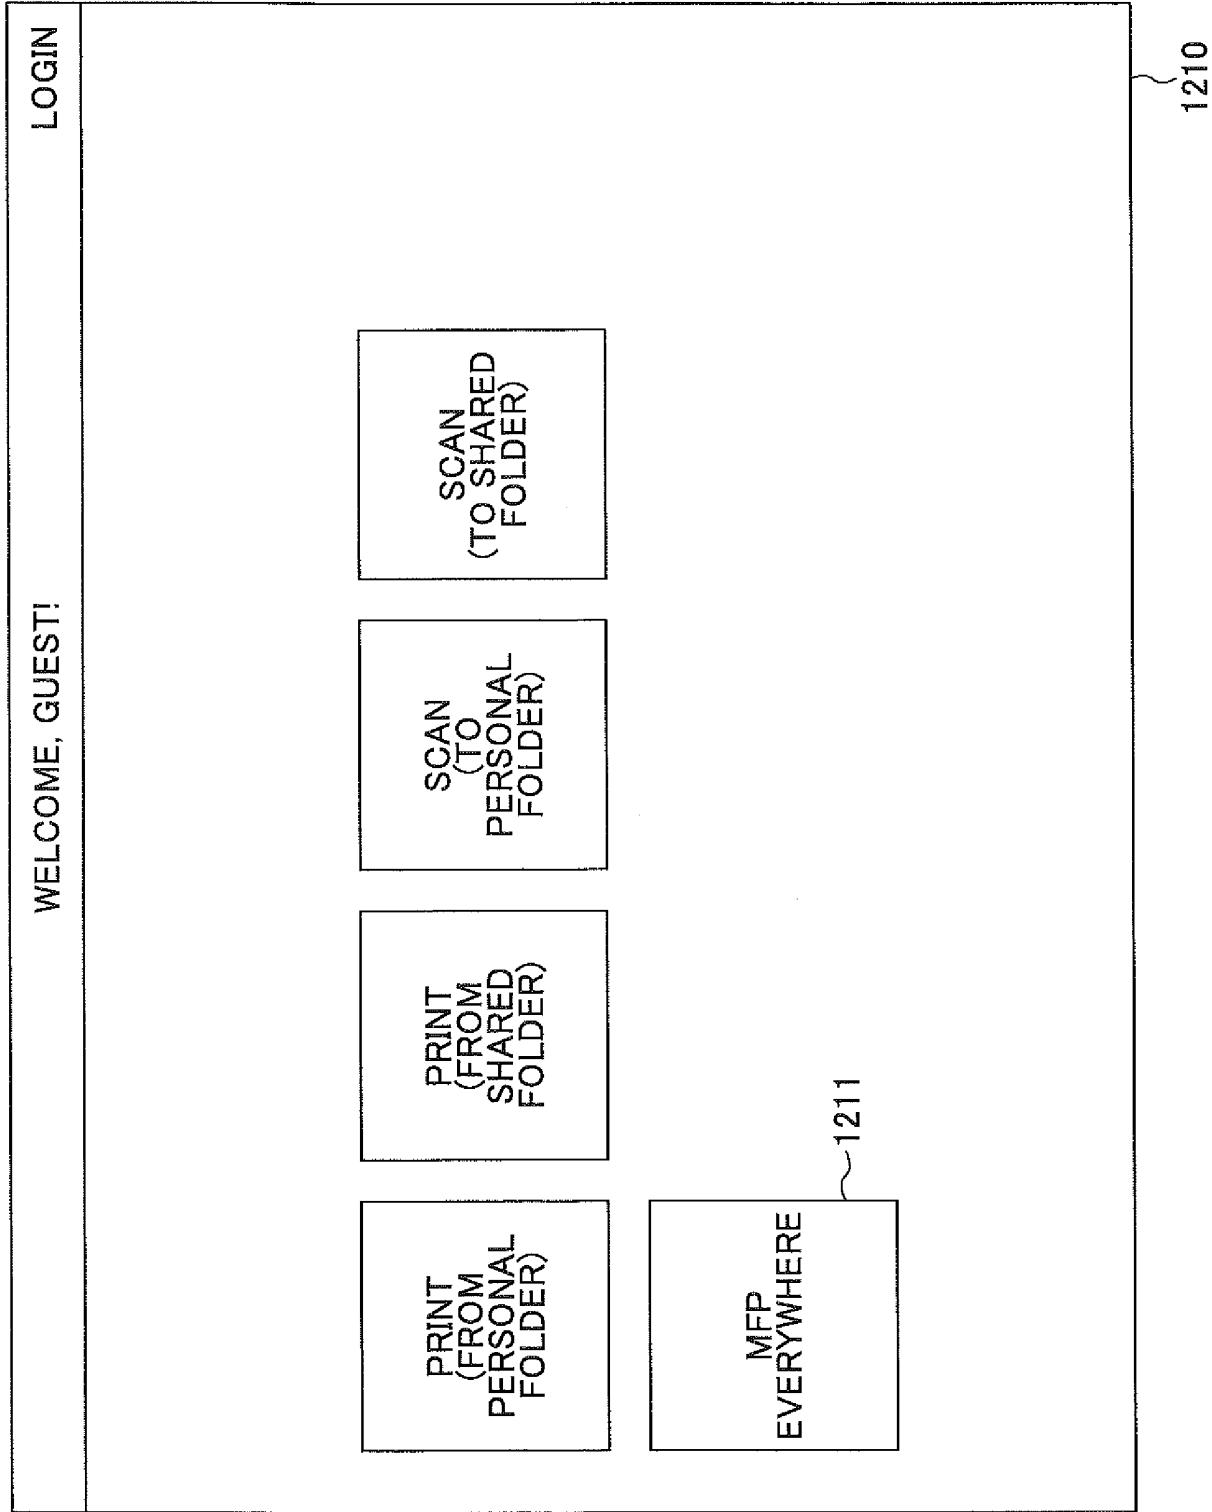 WELCOME, GUEST!
LOGIN
PRINT
(FROM
PERSONAL
FOLDER)
PRINT
(FROM
SHARED
FOLDER)
SCAN
(TO
PERSONAL
FOLDER)
SCAN
(TO SHARED
FOLDER)
MFP
EVERYWHERE
1211
1210